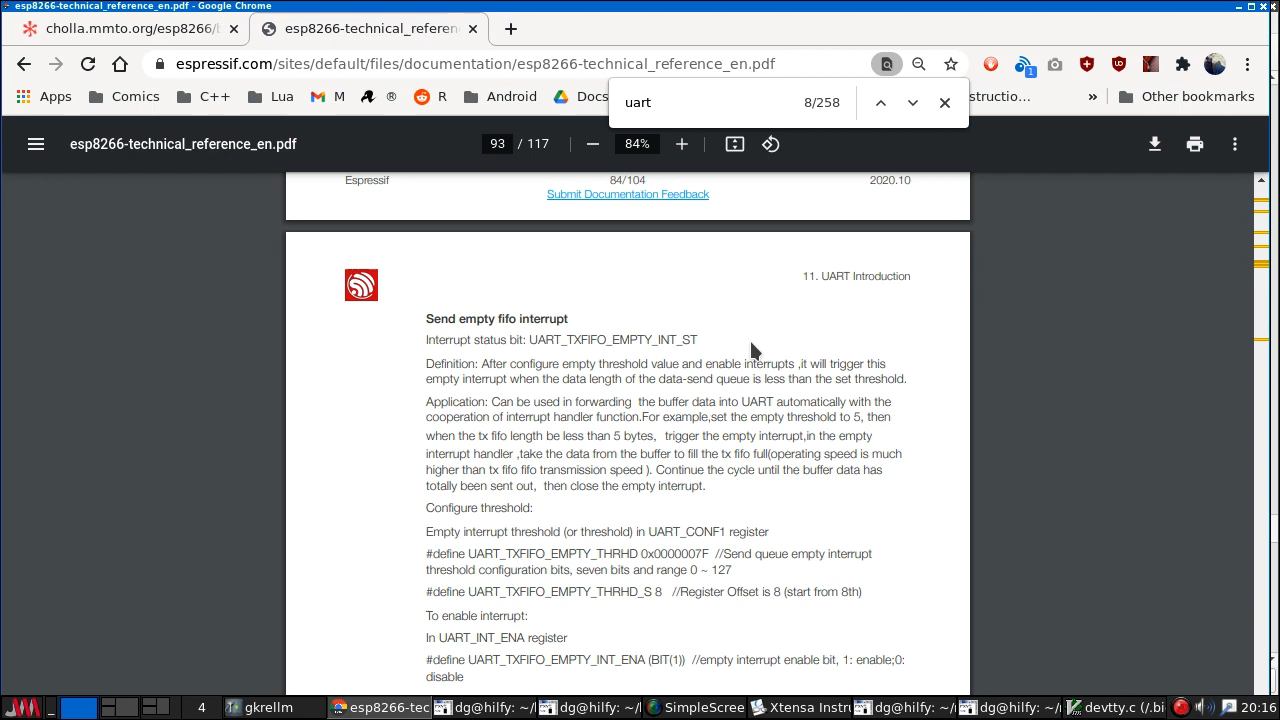 esp8266-technical_reference_en.pdf - Google Chrome
cholla.mmto.org/esp8266/
esp8266-technical_referen
espressif.com/sites/default/files/documentation/esp8266-technical_reference_en.pdf
1
Apps Chrome C++ Lua M R Android Docs
Other bookmarks
uart 8/258
esp8266-technical_reference_en.pdf
93 / 117
84%
Espressif 84/104 2020.10
Submit Documentation Feedback
11. UART Introduction
Send empty fifo interrupt
Interrupt status bit: UART_TXFIFO_EMPTY_INT_ST
Definition: After configure empty threshold value and enable interrupts ,it will trigger this
empty interrupt when the data length of the data-send queue is less than the set threshold.
Application: Can be used in forwarding the buffer data into UART automatically with the
cooperation of interrupt handler function.For example,set the empty threshold to 5, then
when the tx fifo length be less than 5 bytes, trigger the empty interrupt,in the empty
interrupt handler ,take the data from the buffer to fill the tx fifo full(operating speed is much
higher than tx fifo fifo transmission speed ). Continue the cycle until the buffer data has
totally been sent out, then close the empty interrupt.
Configure threshold:
Empty interrupt threshold (or threshold) in UART_CONF1 register
#define UART_TXFIFO_EMPTY_THRHD 0x0000007F //Send queue empty interrupt
threshold configuration bits, seven bits and range 0 ~ 127
#define UART_TXFIFO_EMPTY_THRHD_S 8 //Register Offset is 8 (start from 8th)
To enable interrupt:
In UART_INT_ENA register
#define UART_TXFIFO_EMPTY_INT_ENA (BIT(1)) //empty interrupt enable bit, 1: enable;0:
disable
4 gkrellm esp8266-tec dg@hilfy: ~/ dg@hilfy: ~/ SimpleScree Xtensa Instru dg@hilfy: ~/ dg@hilfy: ~/ devtty.c (/.bi 20:16